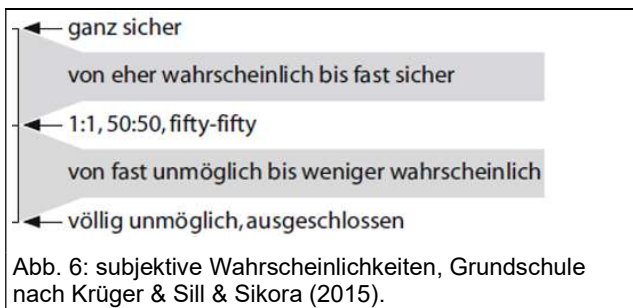 ganz sicher
von eher wahrscheinlich bis fast sicher
1:1, 50:50, fifty-fifty
von fast unmöglich bis weniger wahrscheinlich
völlig unmöglich, ausgeschlossen
Abb. 6: subjektive Wahrscheinlichkeiten, Grundschule
nach Krüger & Sill & Sikora (2015).